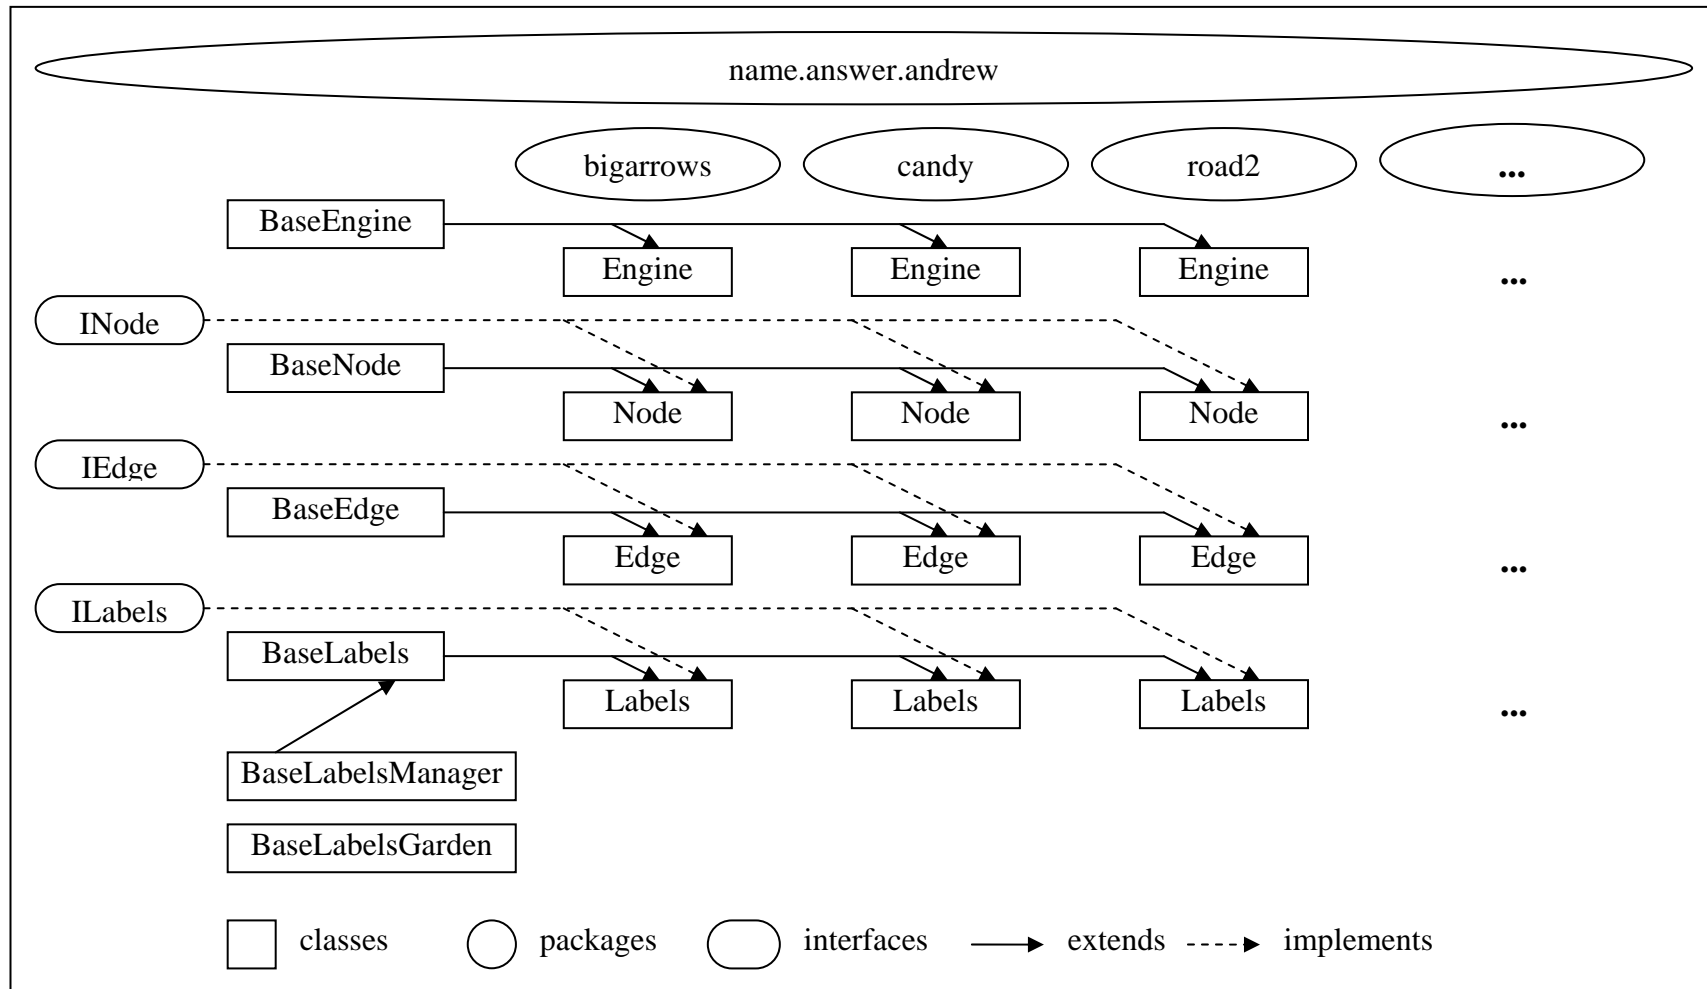 name.answer.andrew
bigarrows candy road2 ...
BaseEngine
Engine Engine Engine ...
INode
BaseNode
Node Node Node ...
IEdge
BaseEdge
Edge Edge Edge ...
ILabels
BaseLabels
Labels Labels Labels ...
BaseLabelsManager
BaseLabelsGarden
classes packages interfaces extends implements